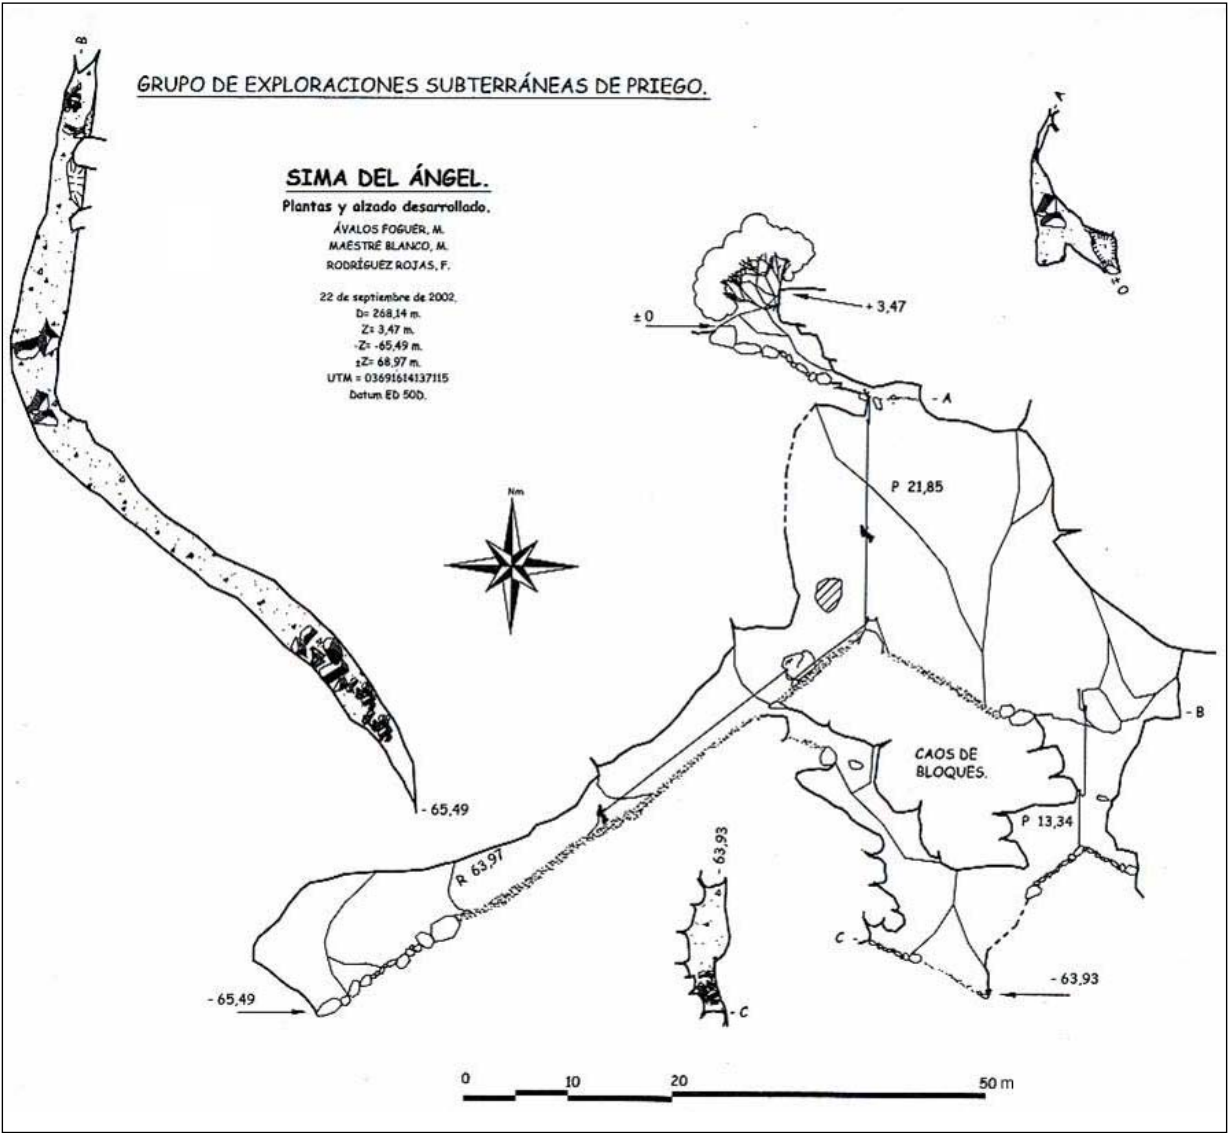 - B
GRUPO DE EXPLORACIONES SUBTERRÁNEAS DE PRIEGO.
- A
SIMA DEL ÁNGEL.
Plantas y alzado desarrollado.
ÁVALOS FOGUÉR, M.
MAESTRE BLANCO, M.
RODRÍGUEZ ROJAS, F.
± 0
22 de septiembre de 2002.
D= 268,14 m.
Z= 3,47 m.
-Z= -65,49 m.
±Z= 68,97 m.
UTM = 03691614137115
Datum ED 50D.
+ 3,47
± 0
- A
P 21,85
Nm
- B
CAOS DE
BLOQUES.
- 65,49
P 13,34
- 63,93
R 63,97
C -
- 63,93
- 65,49
- C
0 10 20 50 m